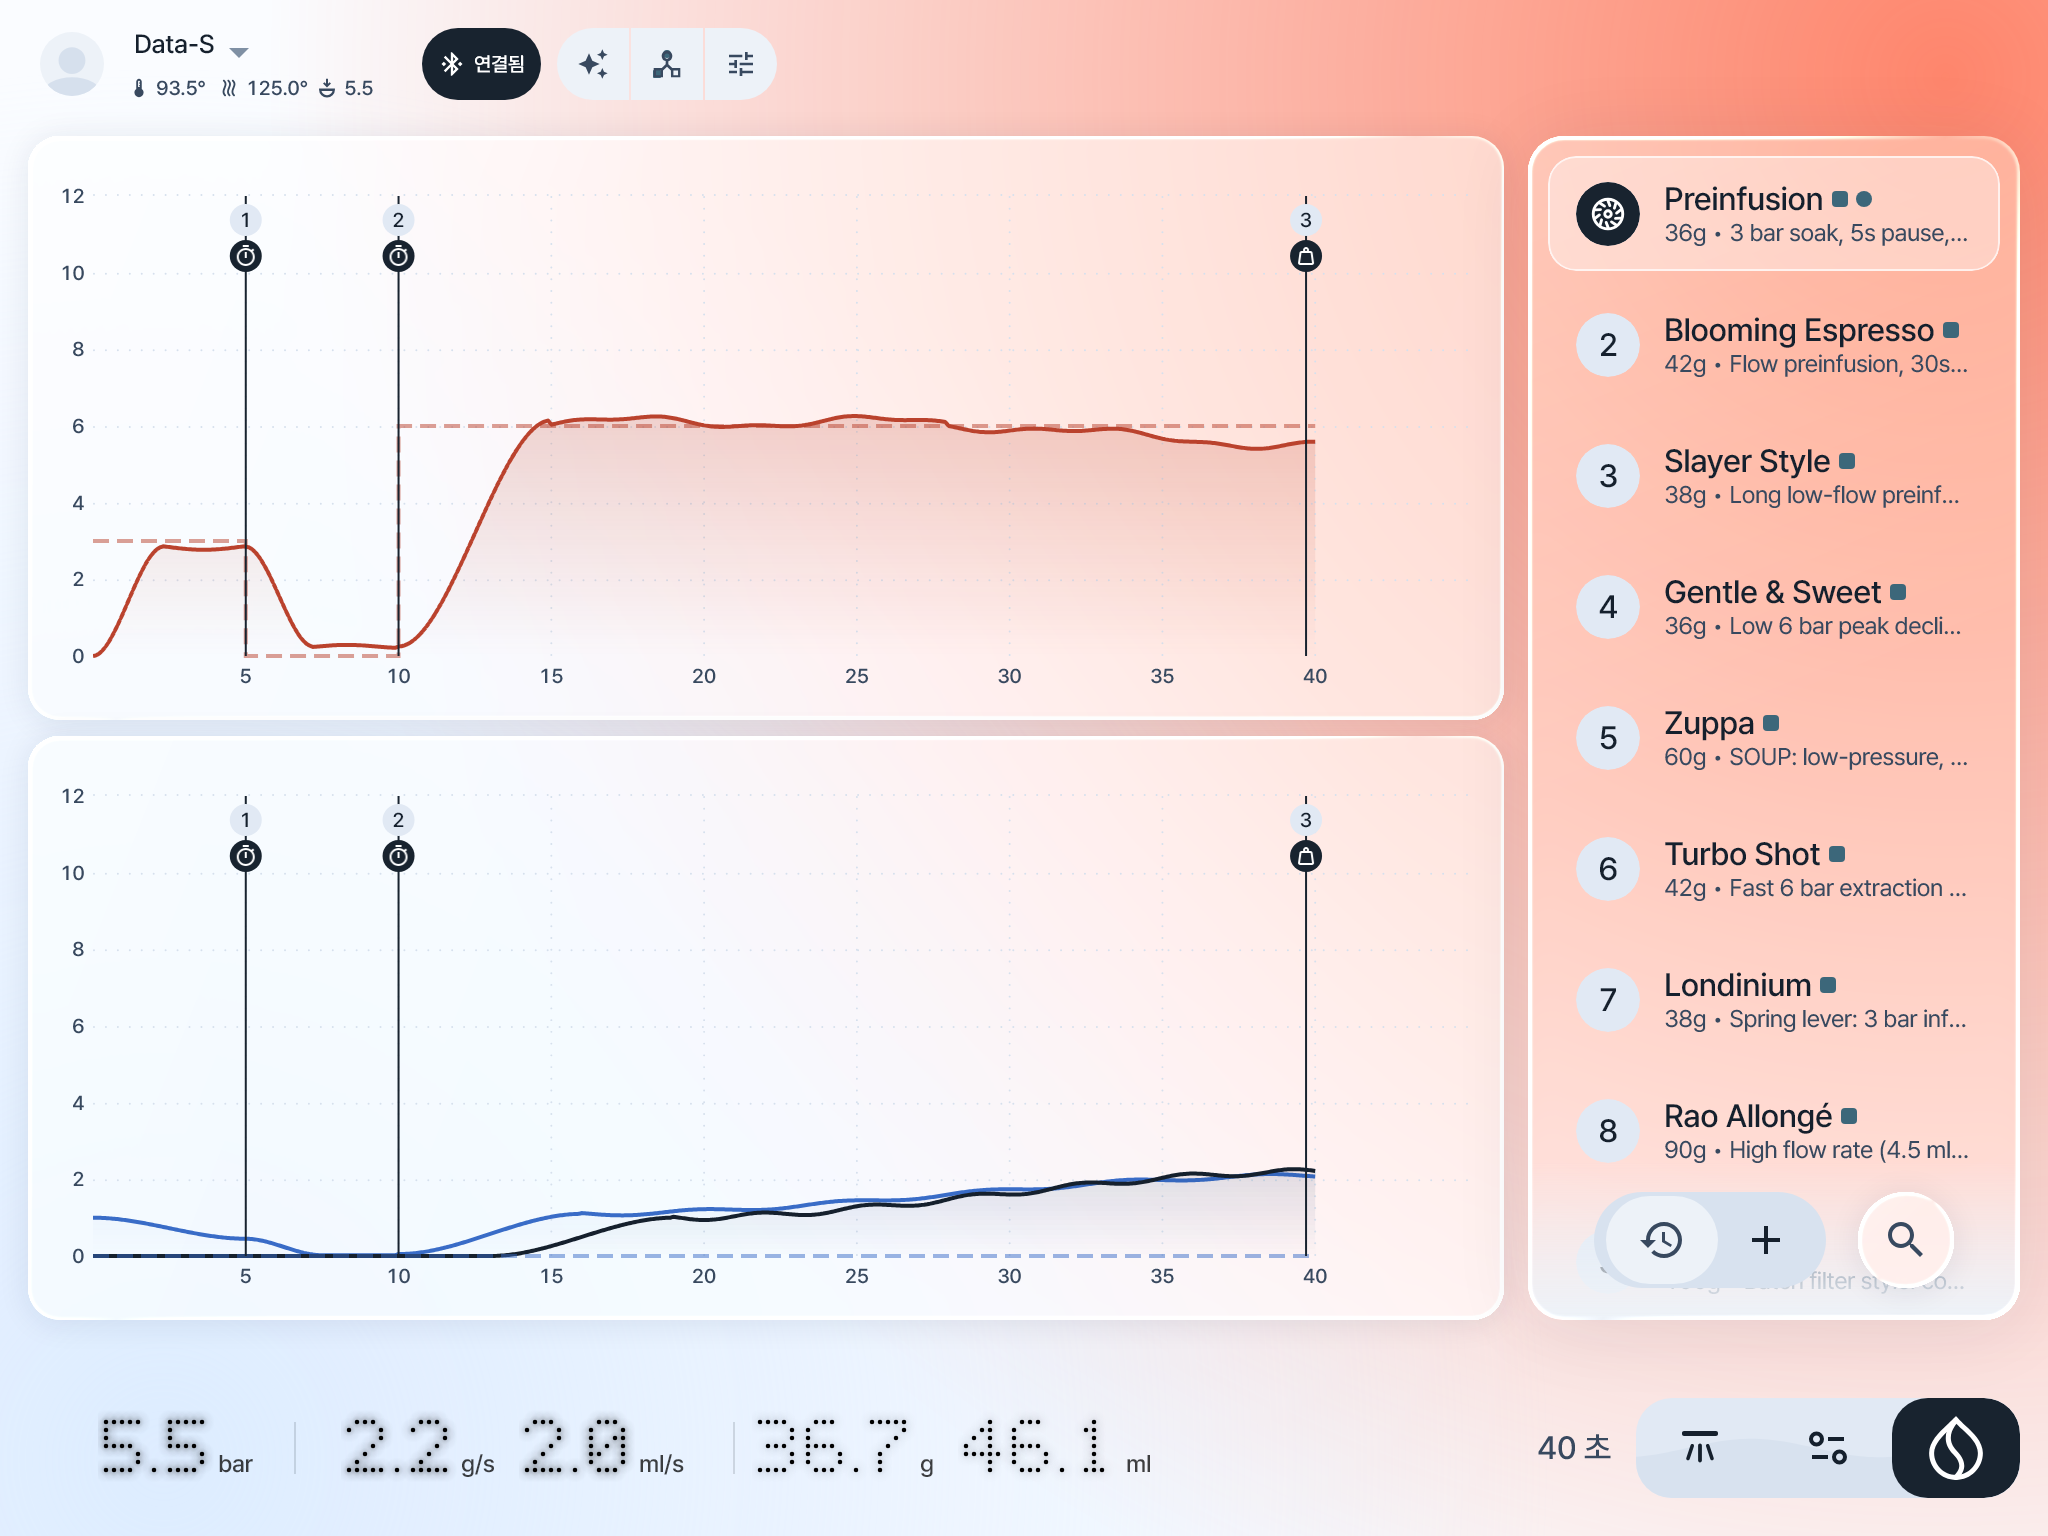 Data-S
93.5° 125.0° 5.5
연결됨
12
10
8
6
4
2
0
1
2
3
5 10 15 20 25 30 35 40
12
10
8
6
4
2
0
1
2
3
5 10 15 20 25 30 35 40
Preinfusion
36g • 3 bar soak, 5s pause,...
2
Blooming Espresso
42g • Flow preinfusion, 30s...
3
Slayer Style
38g • Long low-flow preinf...
4
Gentle & Sweet
36g • Low 6 bar peak decli...
5
Zuppa
60g • SOUP: low-pressure, ...
6
Turbo Shot
42g • Fast 6 bar extraction ...
7
Londinium
38g • Spring lever: 3 bar inf...
8
Rao Allongé
90g • High flow rate (4.5 ml...
filter
5.5 bar 2.2 g/s 2.0 ml/s 36.7 g 46.1 ml
40 초